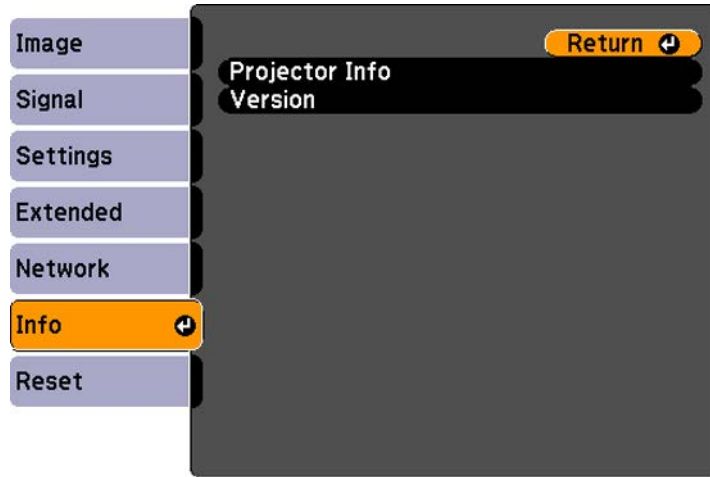 Image
Signal
Settings
Extended
Network
Info
Reset
Return
Projector Info
Version